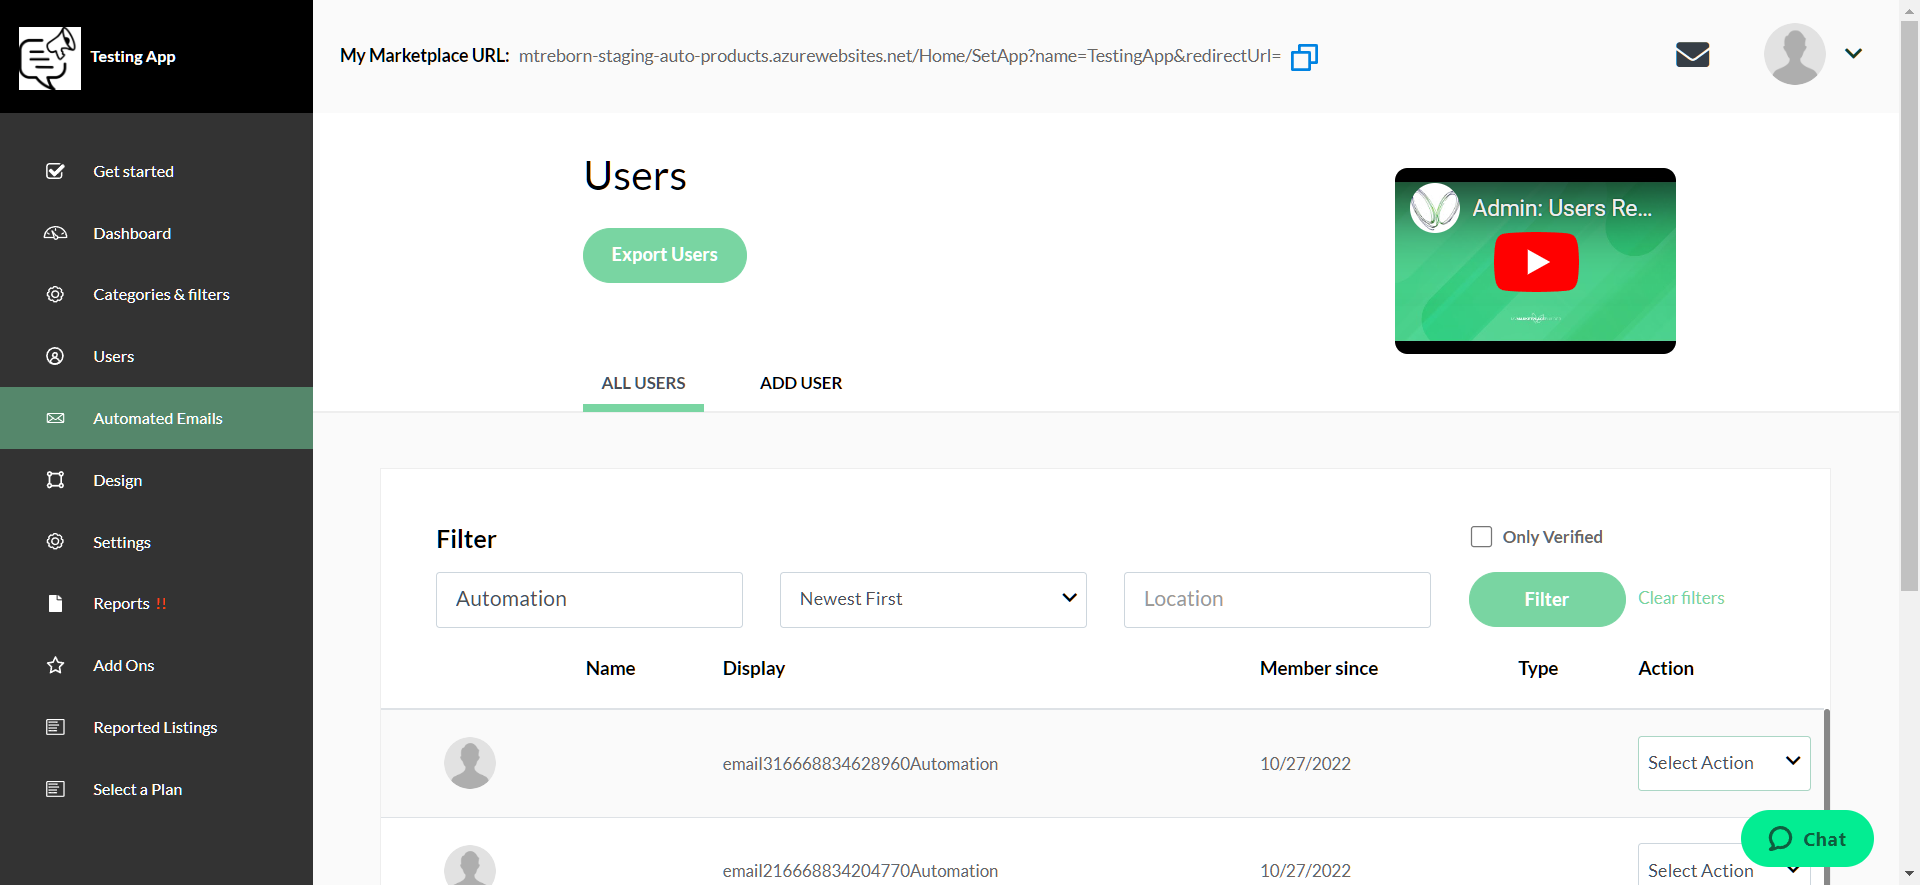 Testing App
My Marketplace URL: mtreborn-staging-auto-products.azurewebsites.net/Home/SetApp?name=TestingApp&redirectUrl=
Get started
Dashboard
Categories & filters
Users
Automated Emails
Design
Settings
Reports !!
Add Ons
Reported Listings
Select a Plan
Users
Export Users
Admin: Users Re...
ALL USERS ADD USER
Filter
Only Verified
Automation Newest First Location Filter Clear filters
Name Display Member since Type Action
email316668834628960Automation 10/27/2022 Select Action
Chat
email216668834204770Automation 10/27/2022 Select Action